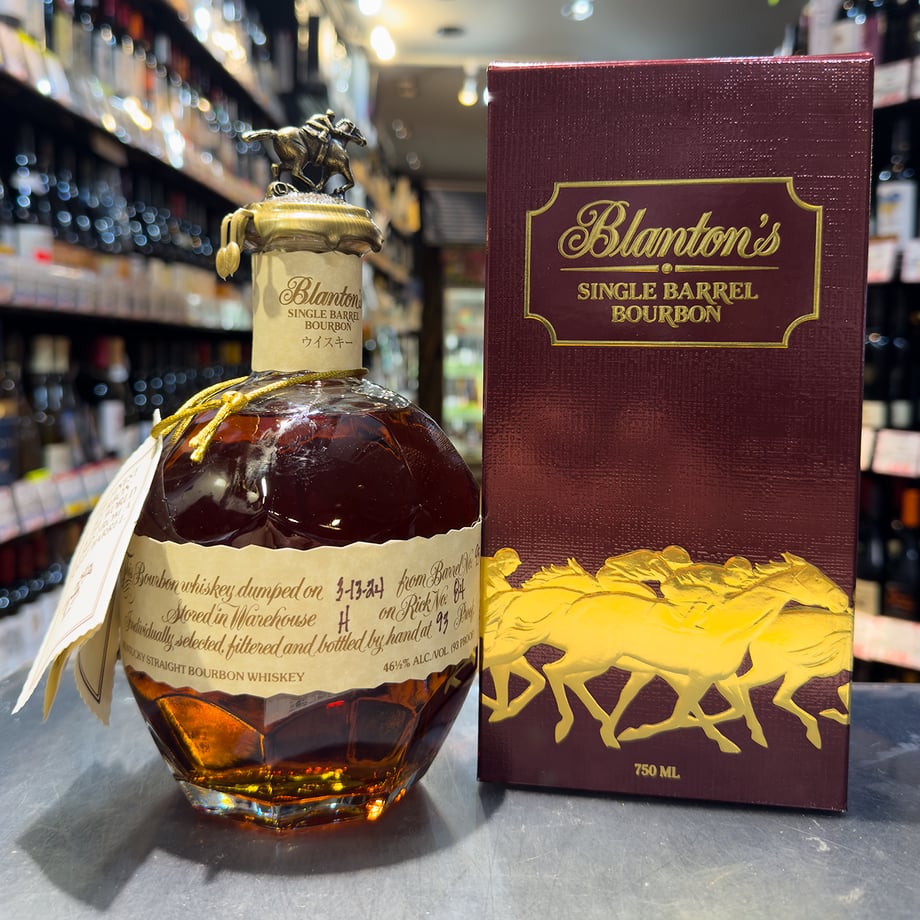 Blanton's
SINGLE BARREL
BOURBON
ウイスキー
Bourbon whiskey dumped on 3-13-24 from Barrel No.
Stored in Warehouse H on Rick No. 84
Individually selected, filtered and bottled by hand at 93 Proof
KENTUCKY STRAIGHT BOURBON WHISKEY
46½% ALC./VOL. (93 PROOF)
Blanton's
SINGLE BARREL
BOURBON
750 ML